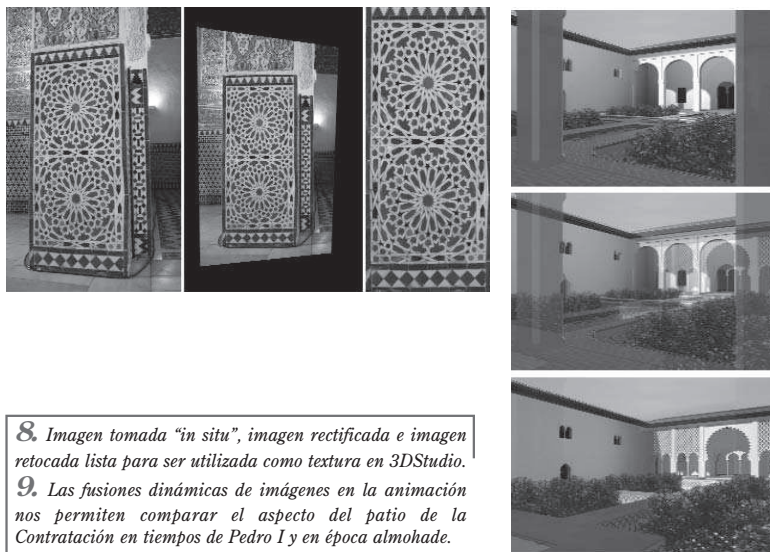 8. Imagen tomada “in situ”, imagen rectificada e imagen
retocada lista para ser utilizada como textura en 3DStudio.
9. Las fusiones dinámicas de imágenes en la animación
nos permiten comparar el aspecto del patio de la
Contratación en tiempos de Pedro I y en época almohade.